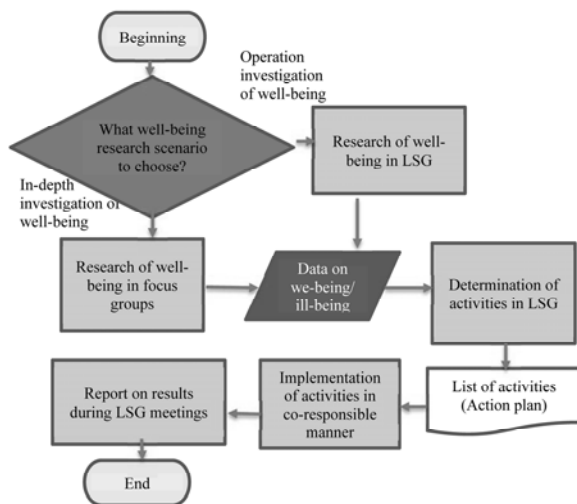 Beginning
Operation
investigation
of well-being
What well-being
research scenario
to choose?
Research of well-
being in LSG
In-depth
investigation of
well-being
Research of well-
being in focus
groups
Data on
we-being/
ill-being
Determination of
activities in LSG
List of activities
(Action plan)
Implementation
of activities in
co-responsible
manner
Report on results
during LSG meetings
End